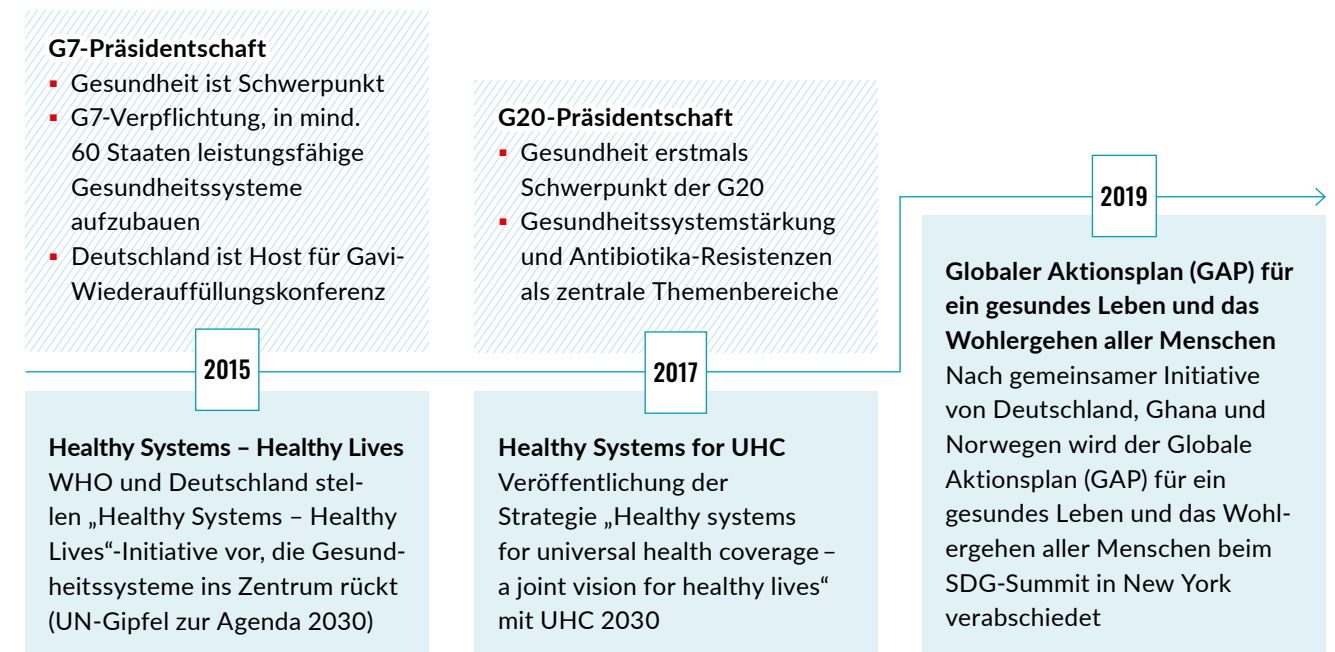 G7-Präsidentschaft
▪ Gesundheit ist Schwerpunkt
▪ G7-Verpflichtung, in mind.
60 Staaten leistungsfähige
Gesundheitssysteme
aufzubauen
▪ Deutschland ist Host für Gavi-
Wiederauffüllungskonferenz
2015
Healthy Systems – Healthy Lives
WHO und Deutschland stel-
len „Healthy Systems – Healthy
Lives“-Initiative vor, die Gesund-
heitssysteme ins Zentrum rückt
(UN-Gipfel zur Agenda 2030)
G20-Präsidentschaft
▪ Gesundheit erstmals
Schwerpunkt der G20
▪ Gesundheitssystemstärkung
und Antibiotika-Resistenzen
als zentrale Themenbereiche
2017
Healthy Systems for UHC
Veröffentlichung der
Strategie „Healthy systems
for universal health coverage –
a joint vision for healthy lives“
mit UHC 2030
2019
Globaler Aktionsplan (GAP) für
ein gesundes Leben und das
Wohlergehen aller Menschen
Nach gemeinsamer Initiative
von Deutschland, Ghana und
Norwegen wird der Globale
Aktionsplan (GAP) für ein
gesundes Leben und das Wohl-
ergehen aller Menschen beim
SDG-Summit in New York
verabschiedet